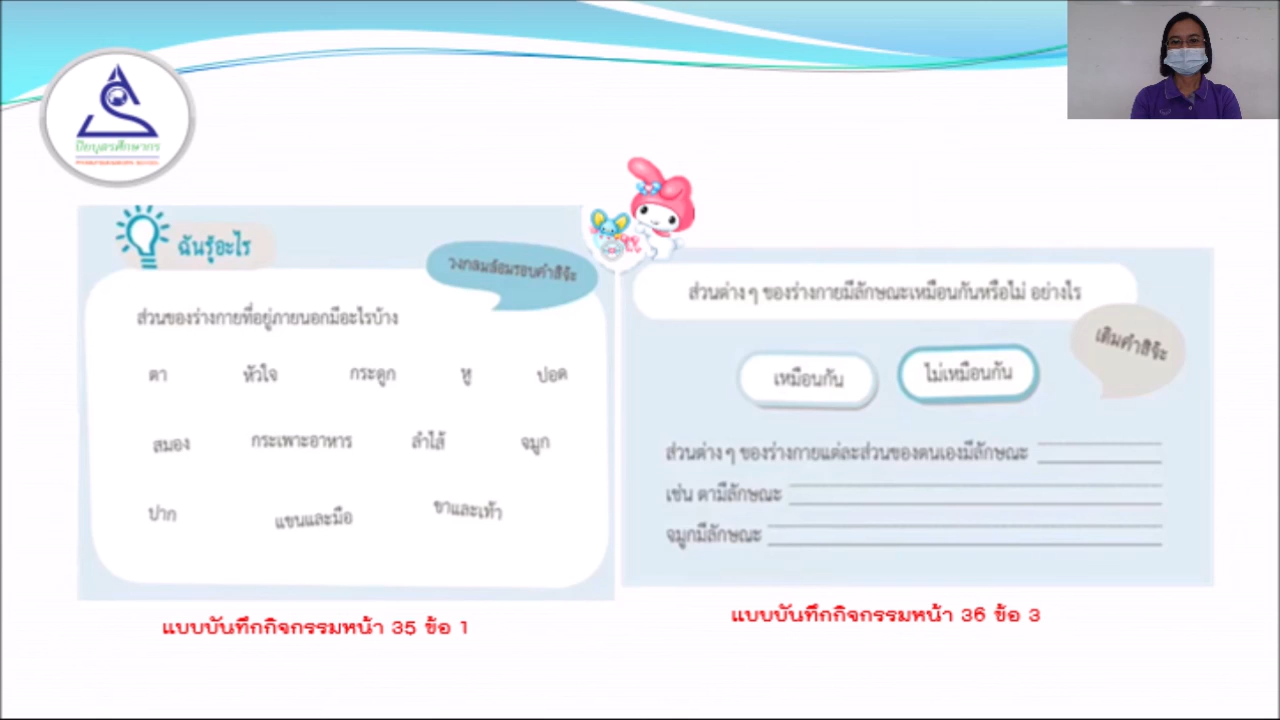 ปิยบุตรศึกษากร
ฉันรู้อะไร
วงกลมล้อมรอบคำสิจ๊ะ
ส่วนของร่างกายที่อยู่ภายนอกมีอะไรบ้าง
ตา หัวใจ กระดูก หู ปอด
สมอง กระเพาะอาหาร ลำไส้ จมูก
ปาก แขนและมือ ขาและเท้า
แบบบันทึกกิจกรรมหน้า 35 ข้อ 1
ส่วนต่าง ๆ ของร่างกายมีลักษณะเหมือนกันหรือไม่ อย่างไร
เติมคำสิจ๊ะ
เหมือนกัน ไม่เหมือนกัน
ส่วนต่าง ๆ ของร่างกายแต่ละส่วนของตนเองมีลักษณะ
เช่น ตามีลักษณะ
จมูกมีลักษณะ
แบบบันทึกกิจกรรมหน้า 36 ข้อ 3